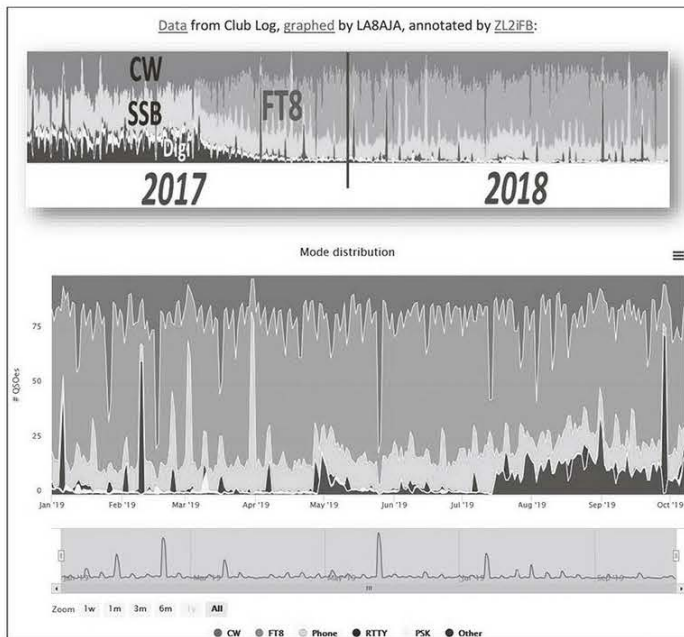 Data from Club Log, graphed by LA8AJA, annotated by ZL2iFB:
CW
SSB
FT8
Digi
2017 2018
Mode distribution
# QSOes
75
50
25
0
Jan '19 Feb '19 Mar '19 Apr '19 May '19 Jun '19 Jul '19 Aug '19 Sep '19 Oct '19
Zoom 1w 1m 3m 6m 1y All
CW FT8 Phone RTTY PSK Other